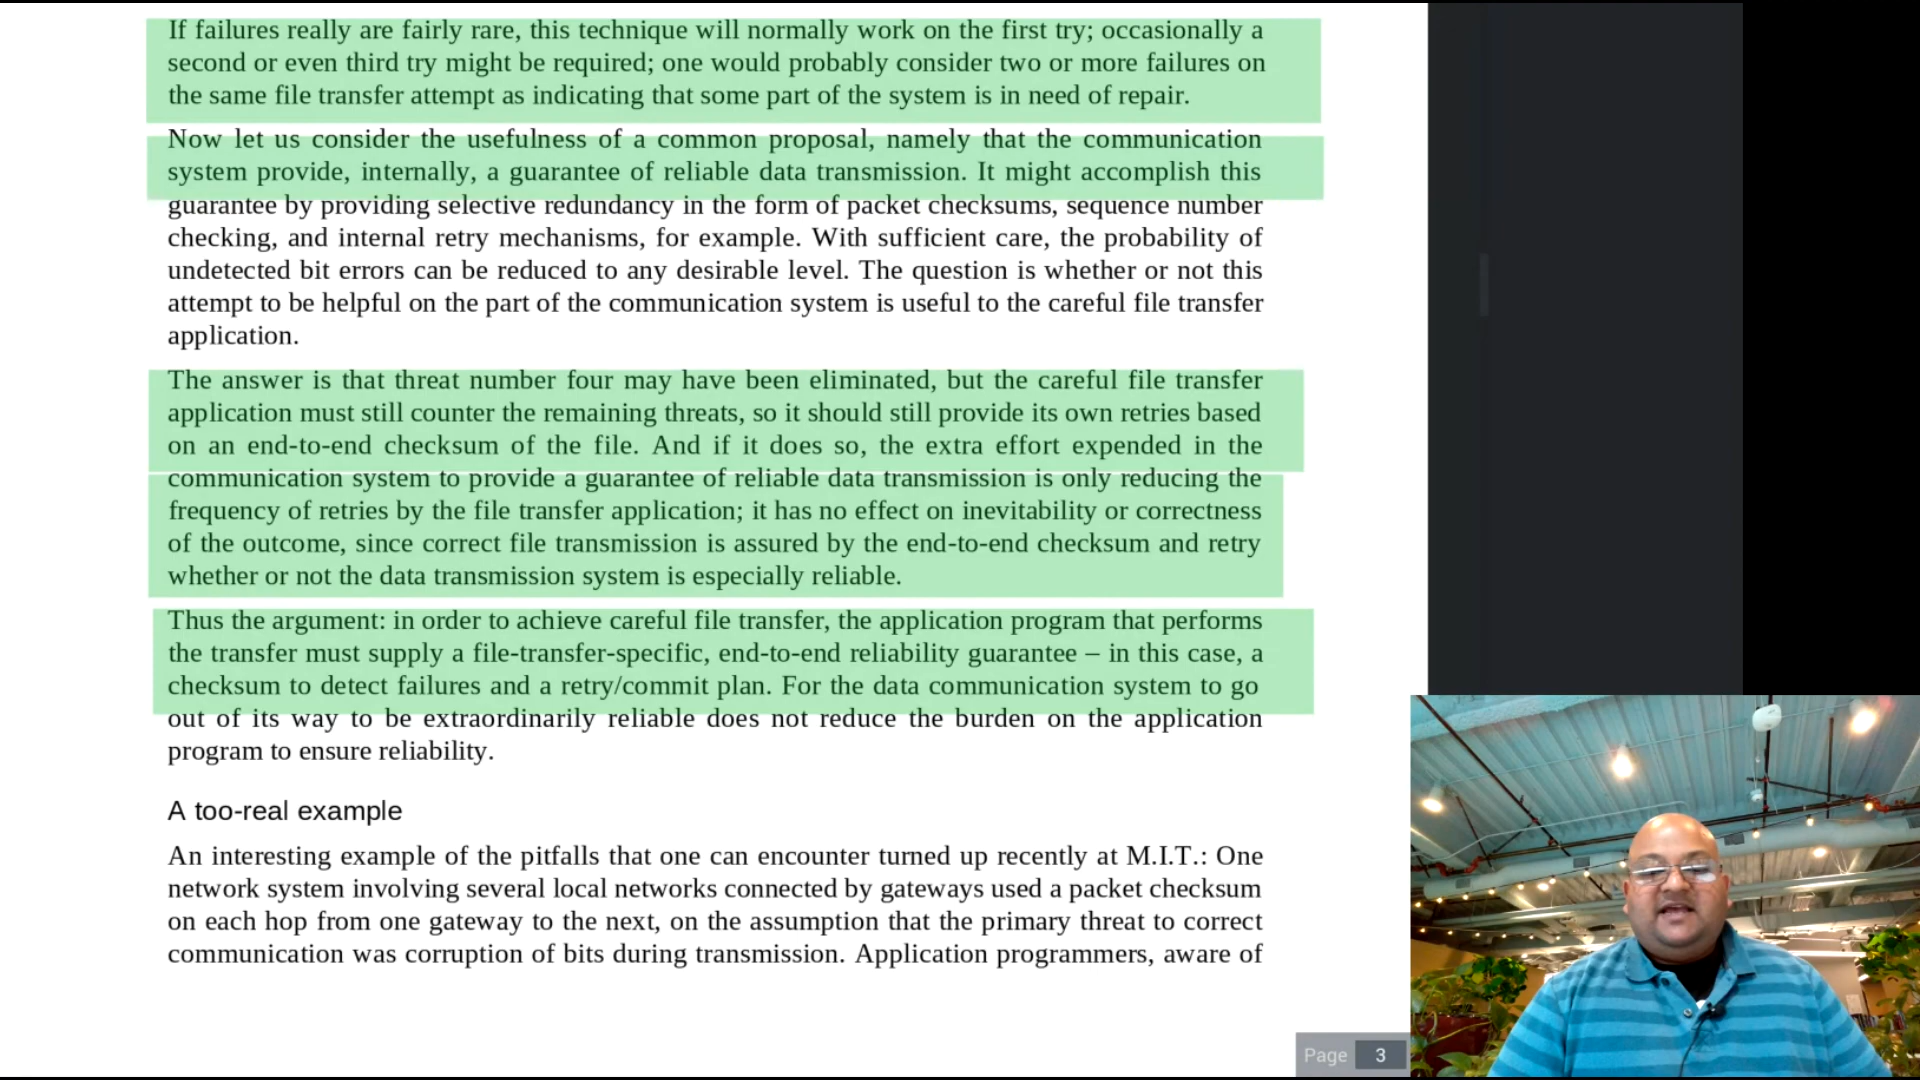 If failures really are fairly rare, this technique will normally work on the first try; occasionally a
second or even third try might be required; one would probably consider two or more failures on
the same file transfer attempt as indicating that some part of the system is in need of repair.
Now let us consider the usefulness of a common proposal, namely that the communication
system provide, internally, a guarantee of reliable data transmission. It might accomplish this
guarantee by providing selective redundancy in the form of packet checksums, sequence number
checking, and internal retry mechanisms, for example. With sufficient care, the probability of
undetected bit errors can be reduced to any desirable level. The question is whether or not this
attempt to be helpful on the part of the communication system is useful to the careful file transfer
application.
The answer is that threat number four may have been eliminated, but the careful file transfer
application must still counter the remaining threats, so it should still provide its own retries based
on an end-to-end checksum of the file. And if it does so, the extra effort expended in the
communication system to provide a guarantee of reliable data transmission is only reducing the
frequency of retries by the file transfer application; it has no effect on inevitability or correctness
of the outcome, since correct file transmission is assured by the end-to-end checksum and retry
whether or not the data transmission system is especially reliable.
Thus the argument: in order to achieve careful file transfer, the application program that performs
the transfer must supply a file-transfer-specific, end-to-end reliability guarantee – in this case, a
checksum to detect failures and a retry/commit plan. For the data communication system to go
out of its way to be extraordinarily reliable does not reduce the burden on the application
program to ensure reliability.
A too-real example
An interesting example of the pitfalls that one can encounter turned up recently at M.I.T.: One
network system involving several local networks connected by gateways used a packet checksum
on each hop from one gateway to the next, on the assumption that the primary threat to correct
communication was corruption of bits during transmission. Application programmers, aware of
Page 3